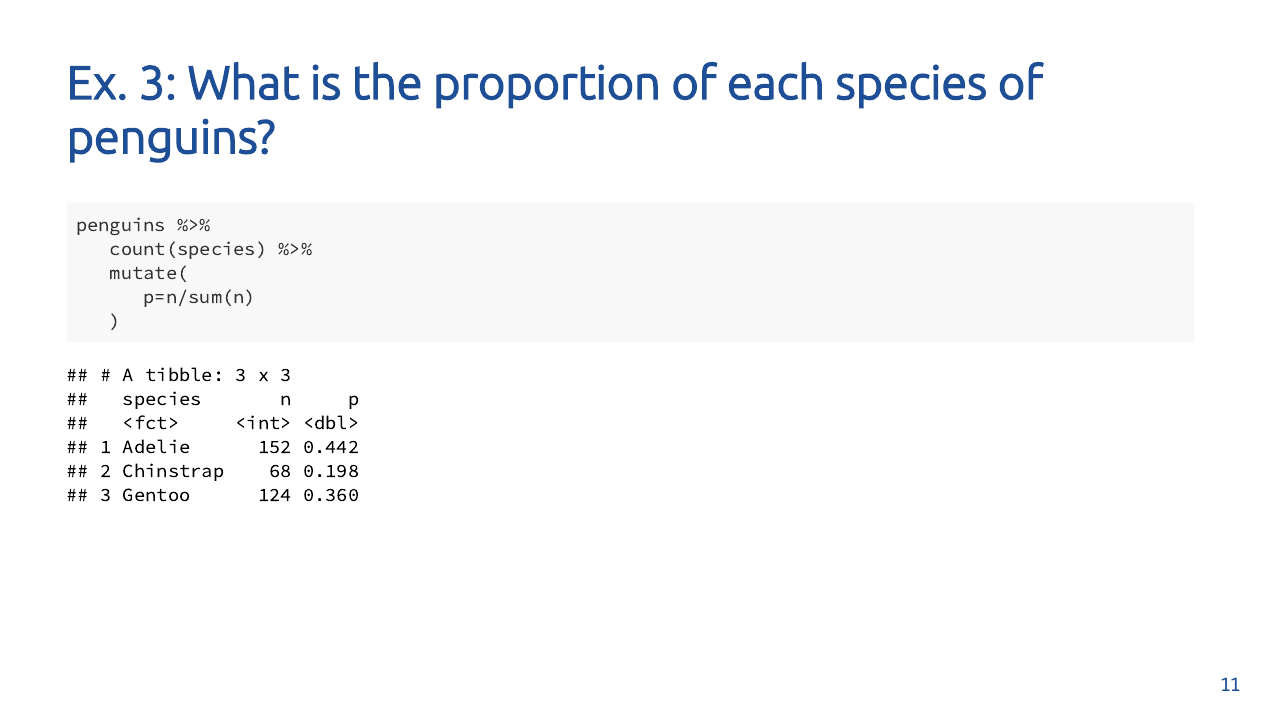 Ex. 3: What is the proportion of each species of
penguins?
penguins %>%
   count(species) %>%
   mutate(
      p=n/sum(n)
   )
## # A tibble: 3 x 3
##   species       n     p
##   <fct>     <int> <dbl>
## 1 Adelie      152 0.442
## 2 Chinstrap    68 0.198
## 3 Gentoo      124 0.360
11